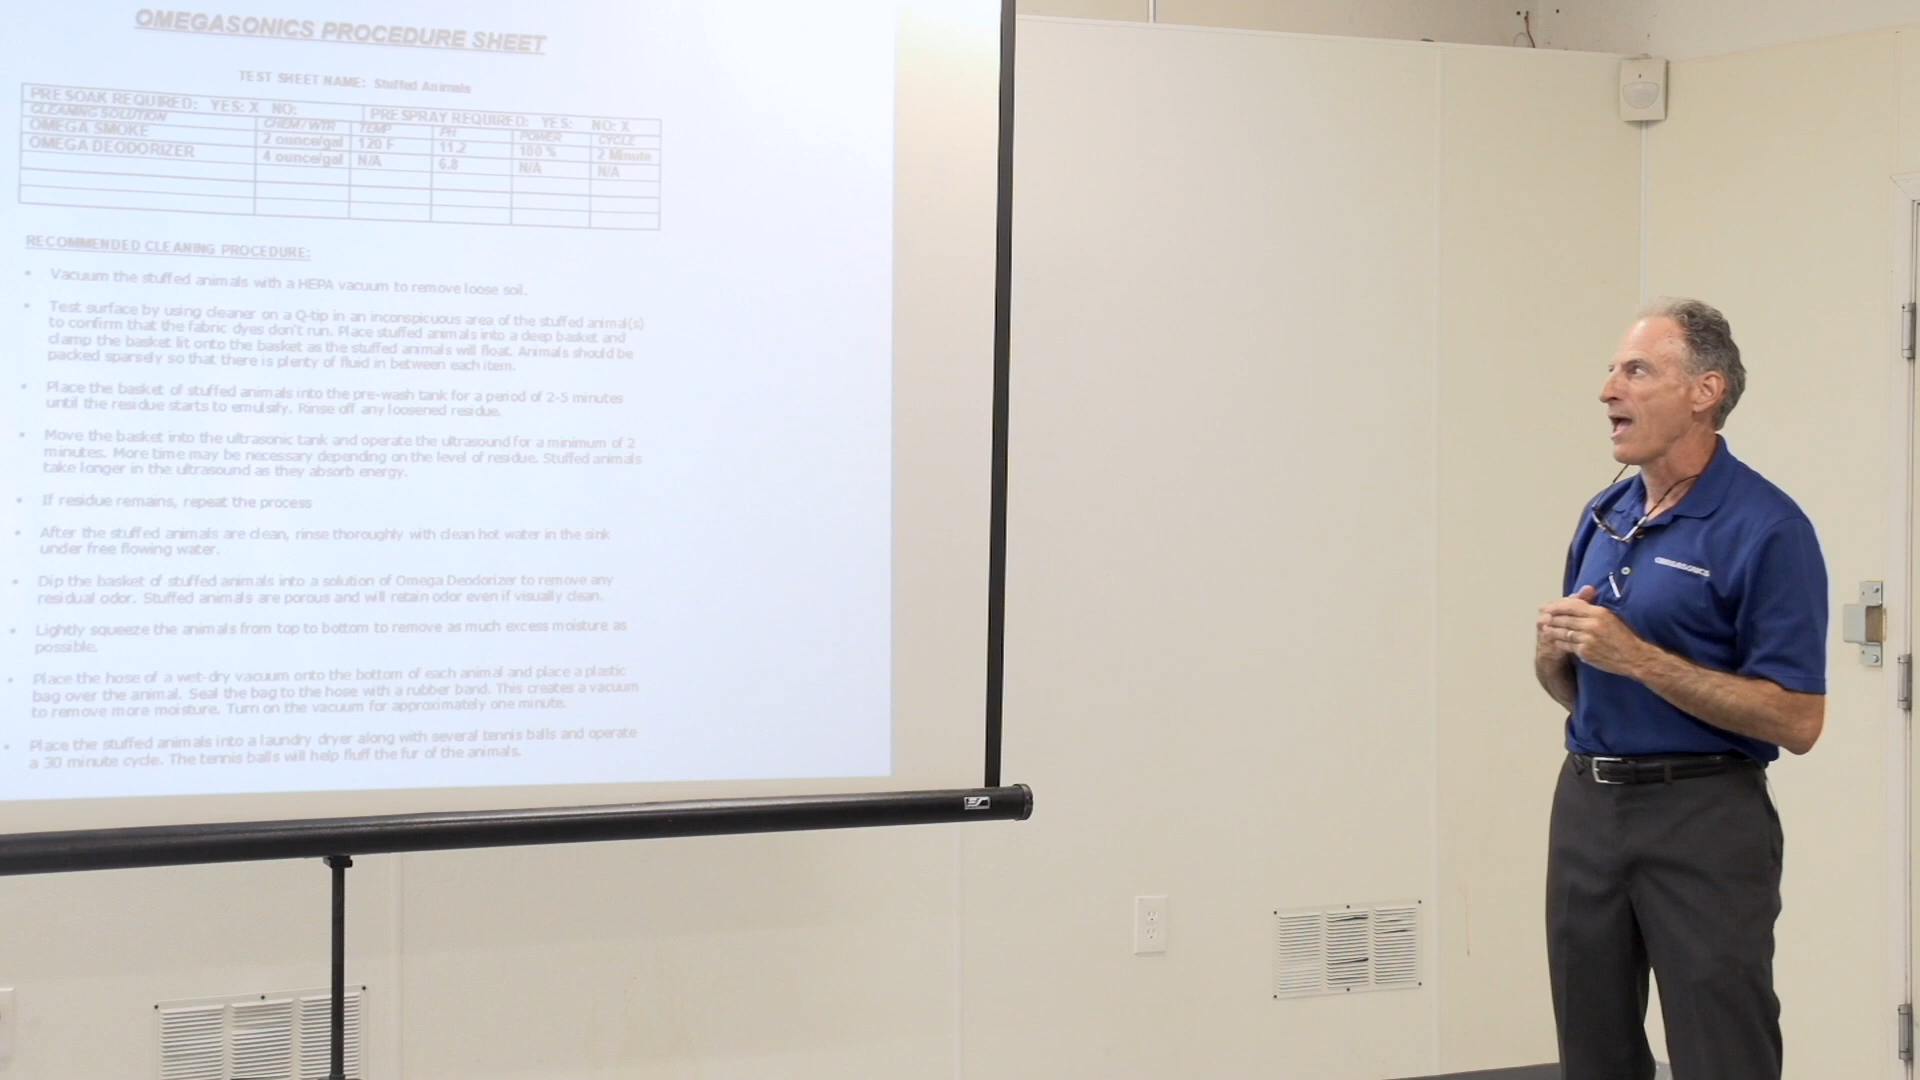 OMEGASONICS PROCEDURE SHEET
TEST SHEET NAME: Stuffed Animals
PRESOAK REQUIRED: YES: X NO:
PRE SPRAY REQUIRED: YES: NO: X
CLEANING SOLUTION CHEM/WTR TEMP PH POWER CYCLE
OMEGA SMOKE 2 ounce/gal 120 F 11.2 100 % 2 Minute
OMEGA DEODORIZER 4 ounce/gal N/A 6.8 N/A N/A
RECOMMENDED CLEANING PROCEDURE:
• Vacuum the stuffed animals with a HEPA vacuum to remove loose soil.
• Test surface by using cleaner on a Q-tip in an inconspicuous area of the stuffed animal(s)
to confirm that the fabric dyes don't run. Place stuffed animals into a deep basket and
clamp the basket lit onto the basket as the stuffed animals will float. Animals should be
packed sparsely so that there is plenty of fluid in between each item.
• Place the basket of stuffed animals into the pre-wash tank for a period of 2-5 minutes
until the residue starts to emulsify. Rinse off any loosened residue.
• Move the basket into the ultrasonic tank and operate the ultrasound for a minimum of 2
minutes. More time may be necessary depending on the level of residue. Stuffed animals
take longer in the ultrasound as they absorb energy.
• If residue remains, repeat the process
• After the stuffed animals are clean, rinse thoroughly with clean hot water in the sink
under free flowing water.
• Dip the basket of stuffed animals into a solution of Omega Deodorizer to remove any
residual odor. Stuffed animals are porous and will retain odor even if visually clean.
• Lightly squeeze the animals from top to bottom to remove as much excess moisture as
possible.
• Place the hose of a wet-dry vacuum onto the bottom of each animal and place a plastic
bag over the animal. Seal the bag to the hose with a rubber band. This creates a vacuum
to remove more moisture. Turn on the vacuum for approximately one minute.
• Place the stuffed animals into a laundry dryer along with several tennis balls and operate
a 30 minute cycle. The tennis balls will help fluff the fur of the animals.
OMEGASONICS
ES